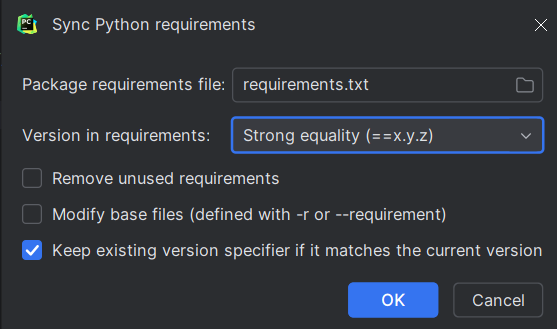 PC
Sync Python requirements
Package requirements file: requirements.txt
Version in requirements: Strong equality (==x.y.z)
Remove unused requirements
Modify base files (defined with -r or --requirement)
Keep existing version specifier if it matches the current version
OK Cancel